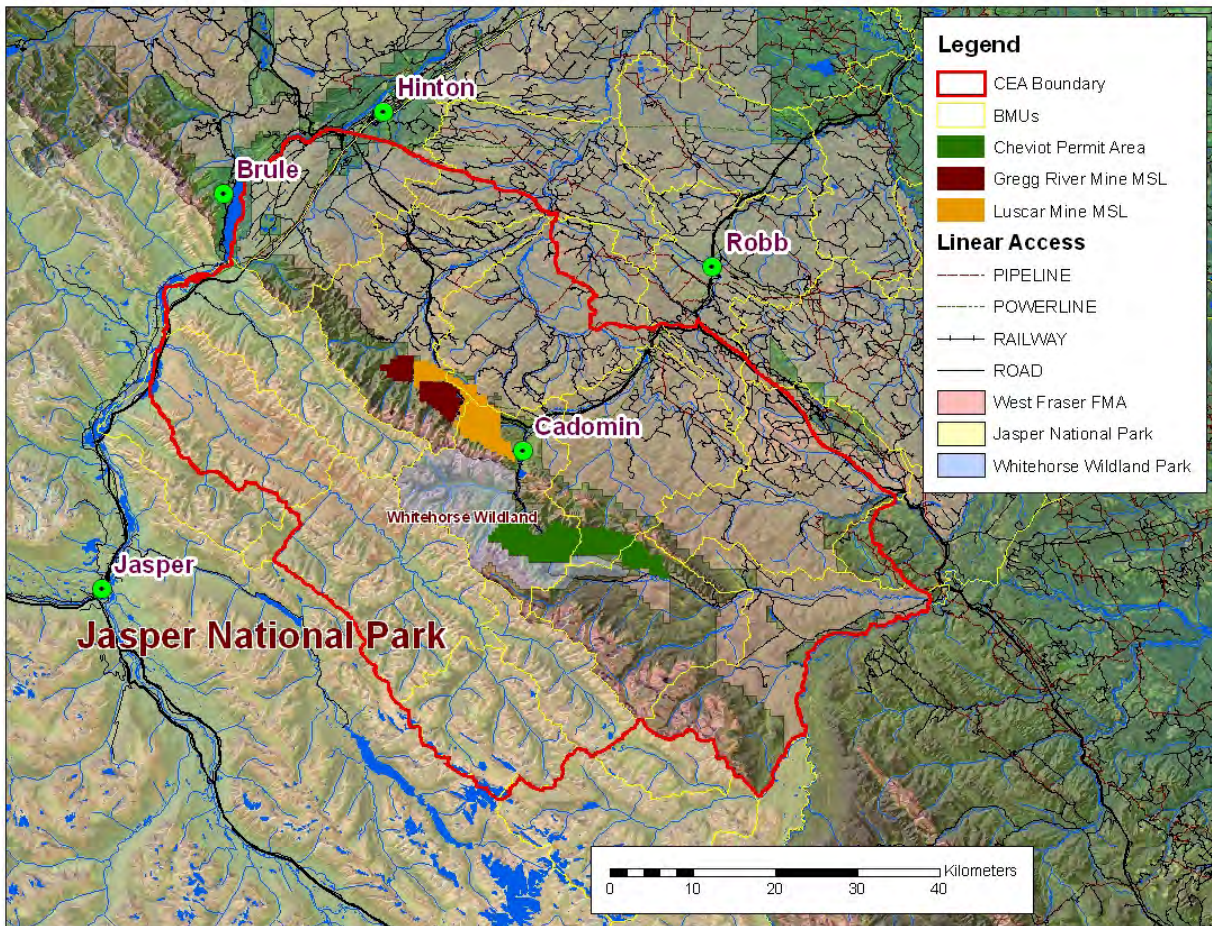 Hinton
Brule
Robb
Cadomin
Whitehorse Wildland
Jasper
Jasper National Park
Legend
CEA Boundary
BMUs
Cheviot Permit Area
Gregg River Mine MSL
Luscar Mine MSL
Linear Access
PIPELINE
POWERLINE
RAILWAY
ROAD
West Fraser FMA
Jasper National Park
Whitehorse Wildland Park
Kilometers
0 2 10 20 30 40